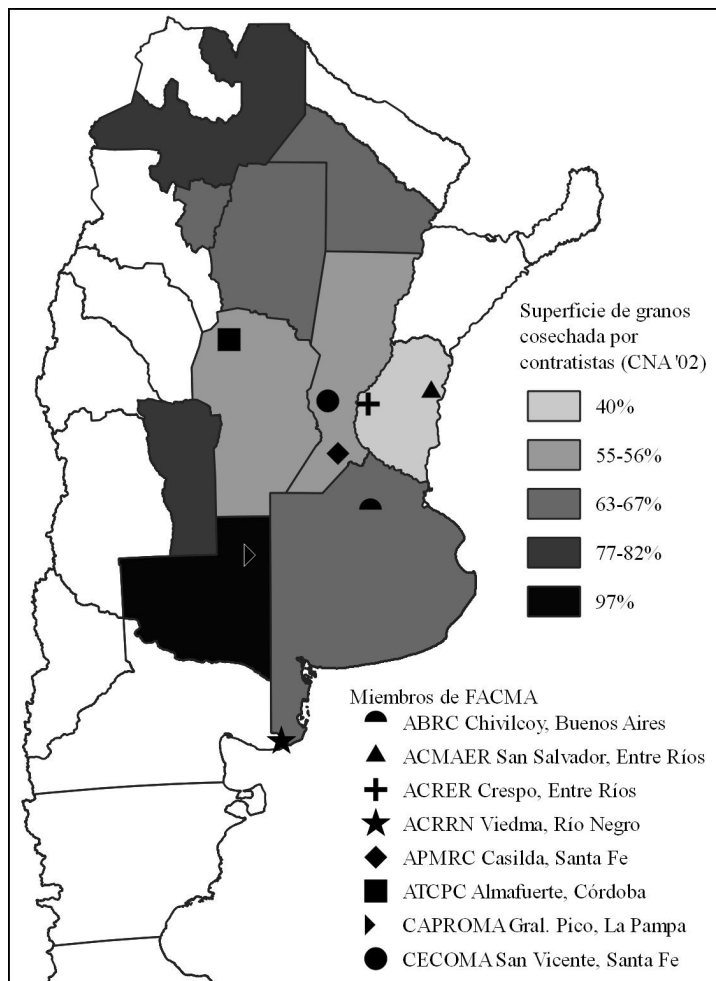 Superficie de granos
cosechada por
contratistas (CNA'02)
40%
55-56%
63-67%
77-82%
97%
Miembros de FACMA
ABRC Chivilcoy, Buenos Aires
ACMAER San Salvador, Entre Ríos
ACRER Crespo, Entre Ríos
ACRRN Viedma, Río Negro
APMRC Casilda, Santa Fe
ATCPC Almafuerte, Córdoba
CAPROMA Gral. Pico, La Pampa
CECOMA San Vicente, Santa Fe